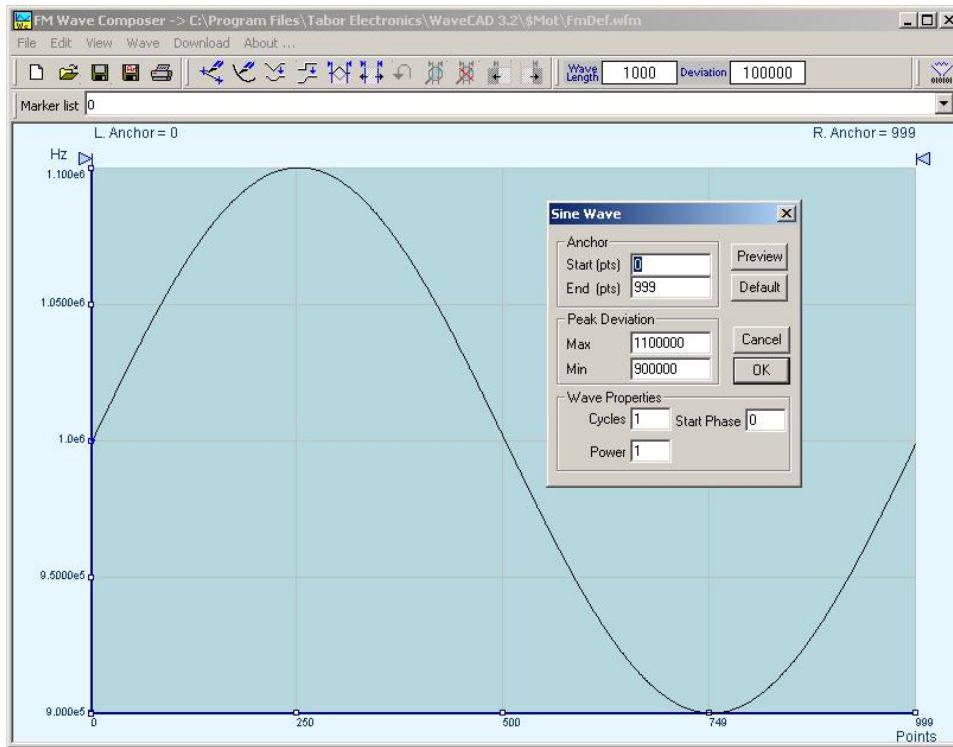 FM Wave Composer -> C:\Program Files\Tabor Electronics\WaveCAD 3.2\$Mot\FmDef.wfm
File Edit View Wave Download About ...
Wave Length 1000 Deviation 100000
010101
Marker list 0
L. Anchor = 0
R. Anchor = 999
Hz
1.100e6
1.0500e6
1.0e6
9.5000e5
9.000e5
0
250
500
749
999
Points
Sine Wave
Anchor
Start (pts) 0
End (pts) 999
Preview
Default
Peak Deviation
Max 1100000
Min 900000
Cancel
OK
Wave Properties
Cycles 1 Start Phase 0
Power 1